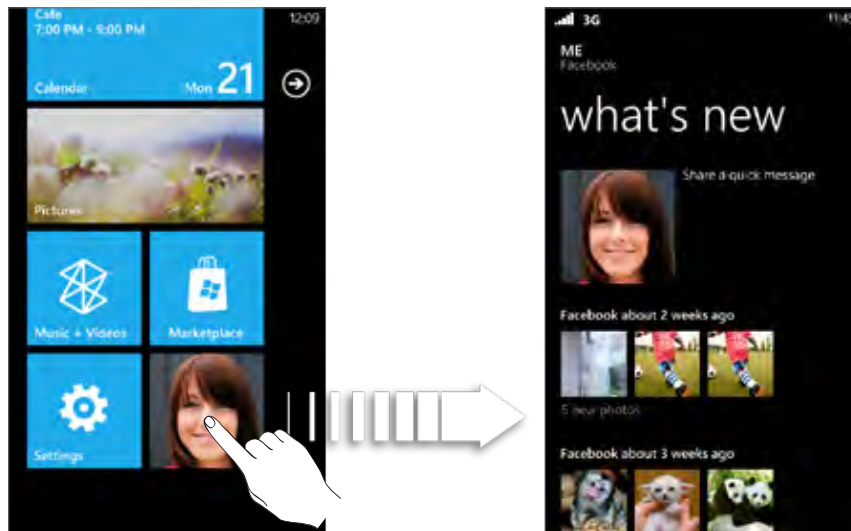 Cafe
7:00 PM - 9:00 PM
12:09
Calendar
Mon 21
Pictures
Music + Videos
Marketplace
Settings
3G
11:45
ME
Facebook
what's new
Share a quick message
Facebook about 2 weeks ago
5 new photos
Facebook about 3 weeks ago